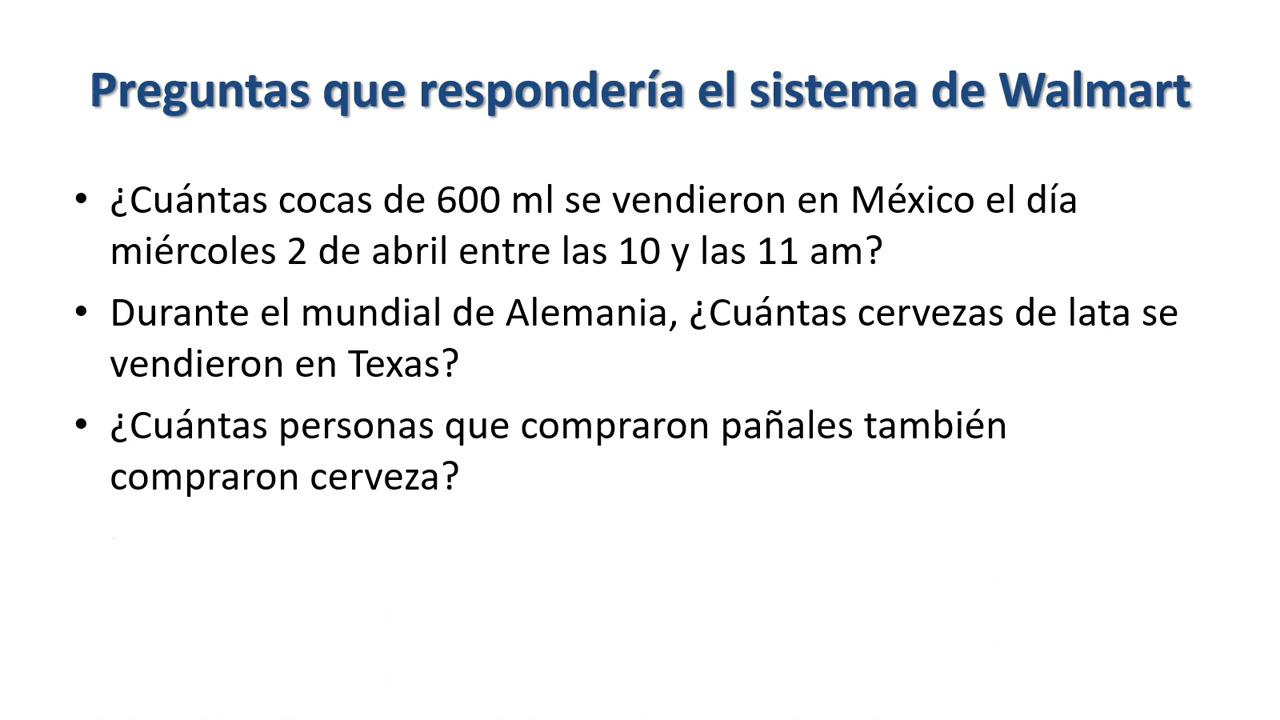 Preguntas que respondería el sistema de Walmart
• ¿Cuántas cocas de 600 ml se vendieron en México el día
miércoles 2 de abril entre las 10 y las 11 am?
• Durante el mundial de Alemania, ¿Cuántas cervezas de lata se
vendieron en Texas?
• ¿Cuántas personas que compraron pañales también
compraron cerveza?